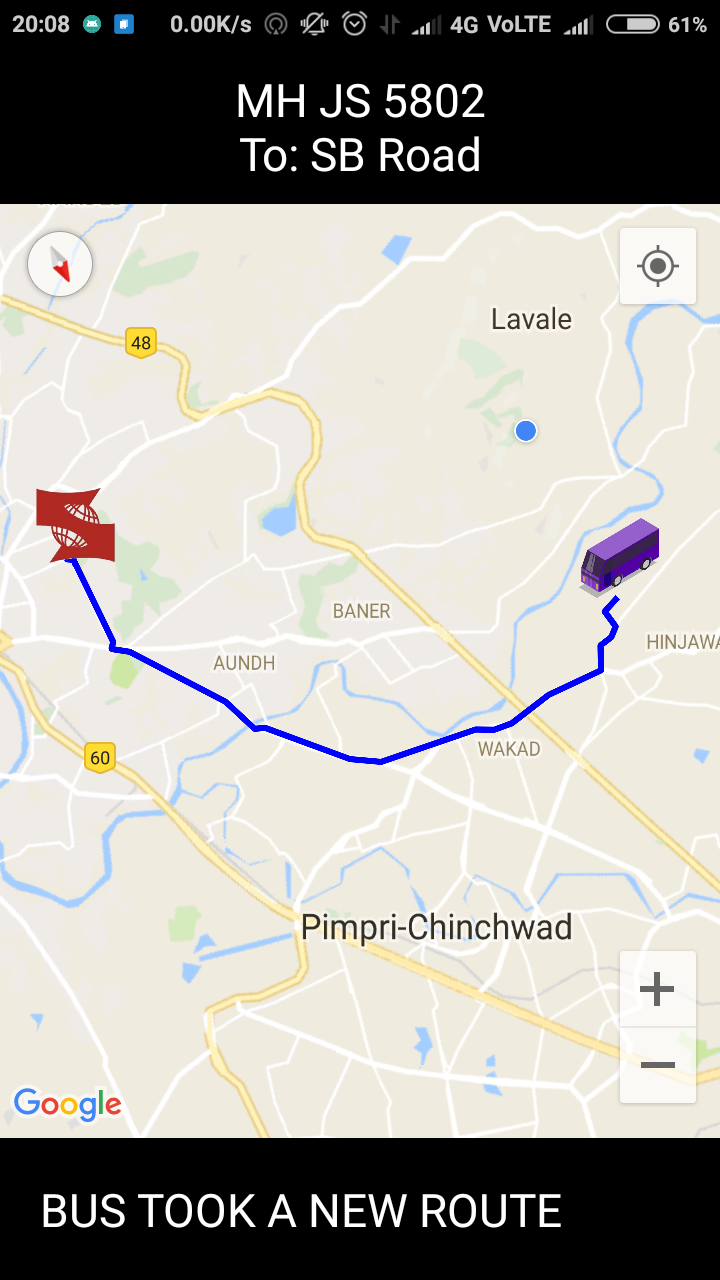 20:08 0.00K/s 4G VoLTE 61%
MH JS 5802
To: SB Road
Lavale
48
BANER
HINJAWA
AUNDH
WAKAD
60
Pimpri-Chinchwad
+
−
Google
BUS TOOK A NEW ROUTE